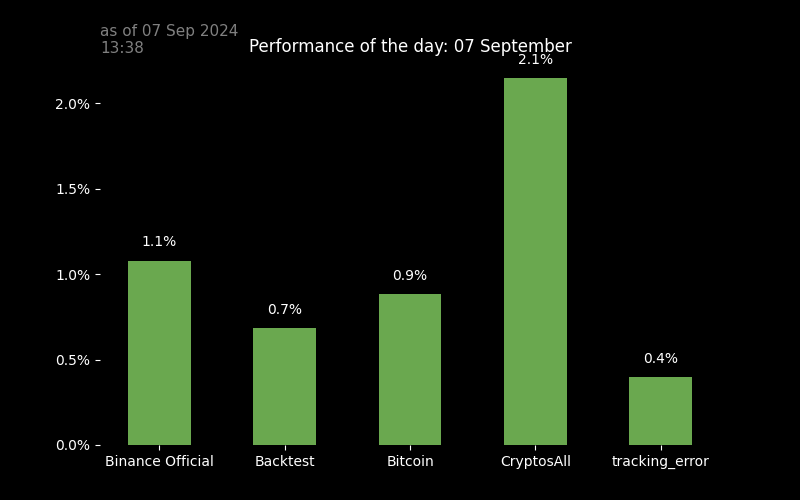 as of 07 Sep 2024
13:38
Performance of the day: 07 September
2.1%
2.0%
1.5%
1.1%
1.0%
0.9%
0.7%
0.5%
0.4%
0.0%
Binance Official
Backtest
Bitcoin
CryptosAll
tracking_error